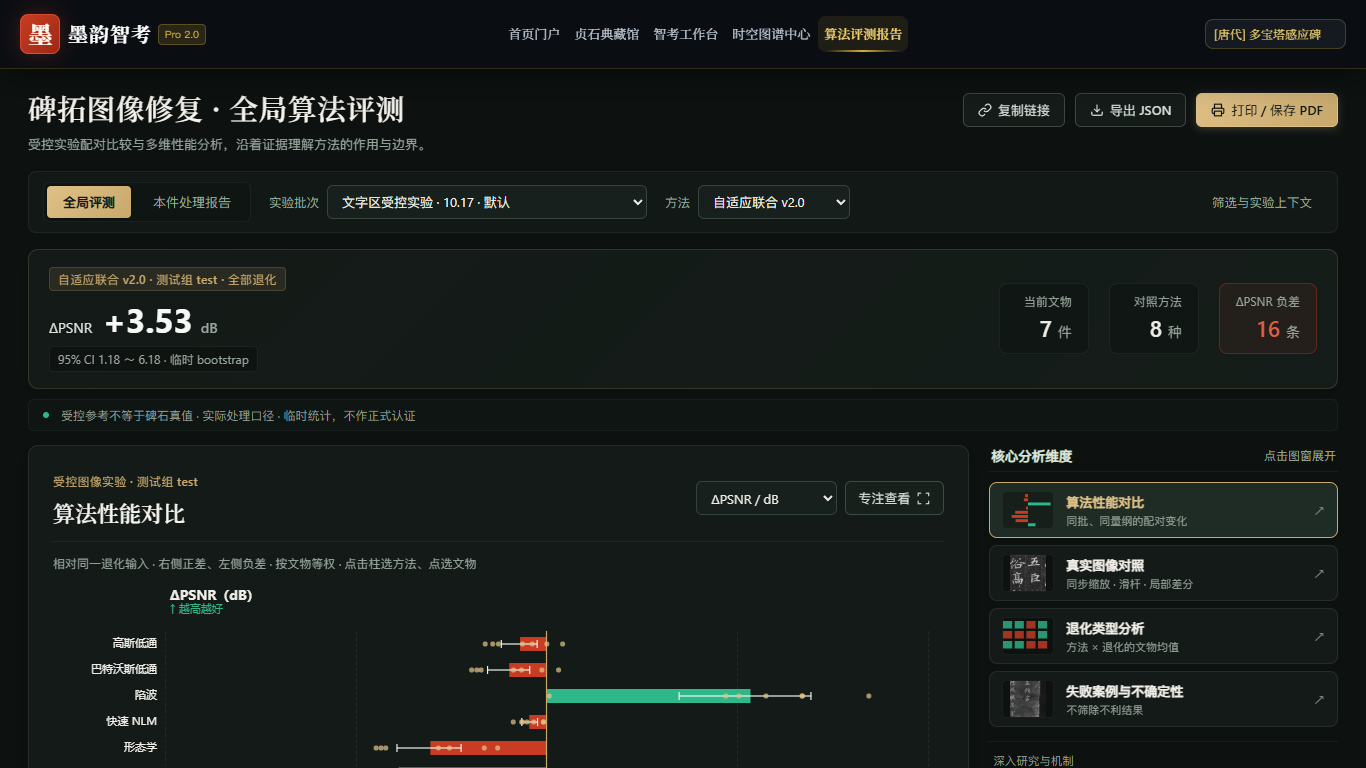 墨 墨韵智考 Pro 2.0
首页门户 贞石典藏馆 智考工作台 时空图谱中心 算法评测报告
[唐代] 多宝塔感应碑
碑拓图像修复 · 全局算法评测
受控实验配对比较与多维性能分析，沿着证据理解方法的作用与边界。
复制链接 导出 JSON 打印 / 保存 PDF
全局评测 本件处理报告 实验批次 文字区受控实验 · 10.17 · 默认 方法 自适应联合 v2.0 筛选与实验上下文
自适应联合 v2.0 · 测试组 test · 全部退化
ΔPSNR +3.53 dB
95% CI 1.18 ～ 6.18 · 临时 bootstrap
当前文物
7 件
对照方法
8 种
ΔPSNR 负差
16 条
受控参考不等于碑石真值 · 实际处理口径 · 临时统计，不作正式认证
受控图像实验 · 测试组 test
算法性能对比
ΔPSNR / dB 专注查看
相对同一退化输入 · 右侧正差、左侧负差 · 按文物等权 · 点击柱选方法、点选文物
ΔPSNR（dB）
↑ 越高越好
高斯低通
巴特沃斯低通
陷波
快速 NLM
形态学
核心分析维度 点击图窗展开
算法性能对比
同批、同量纲的配对变化
↗
真实图像对照
同步缩放 · 滑杆 · 局部差分
↗
五
俗 臣
高
退化类型分析
方法 × 退化的文物均值
↗
失败案例与不确定性
不筛除不利结果
↗
深入研究与机制